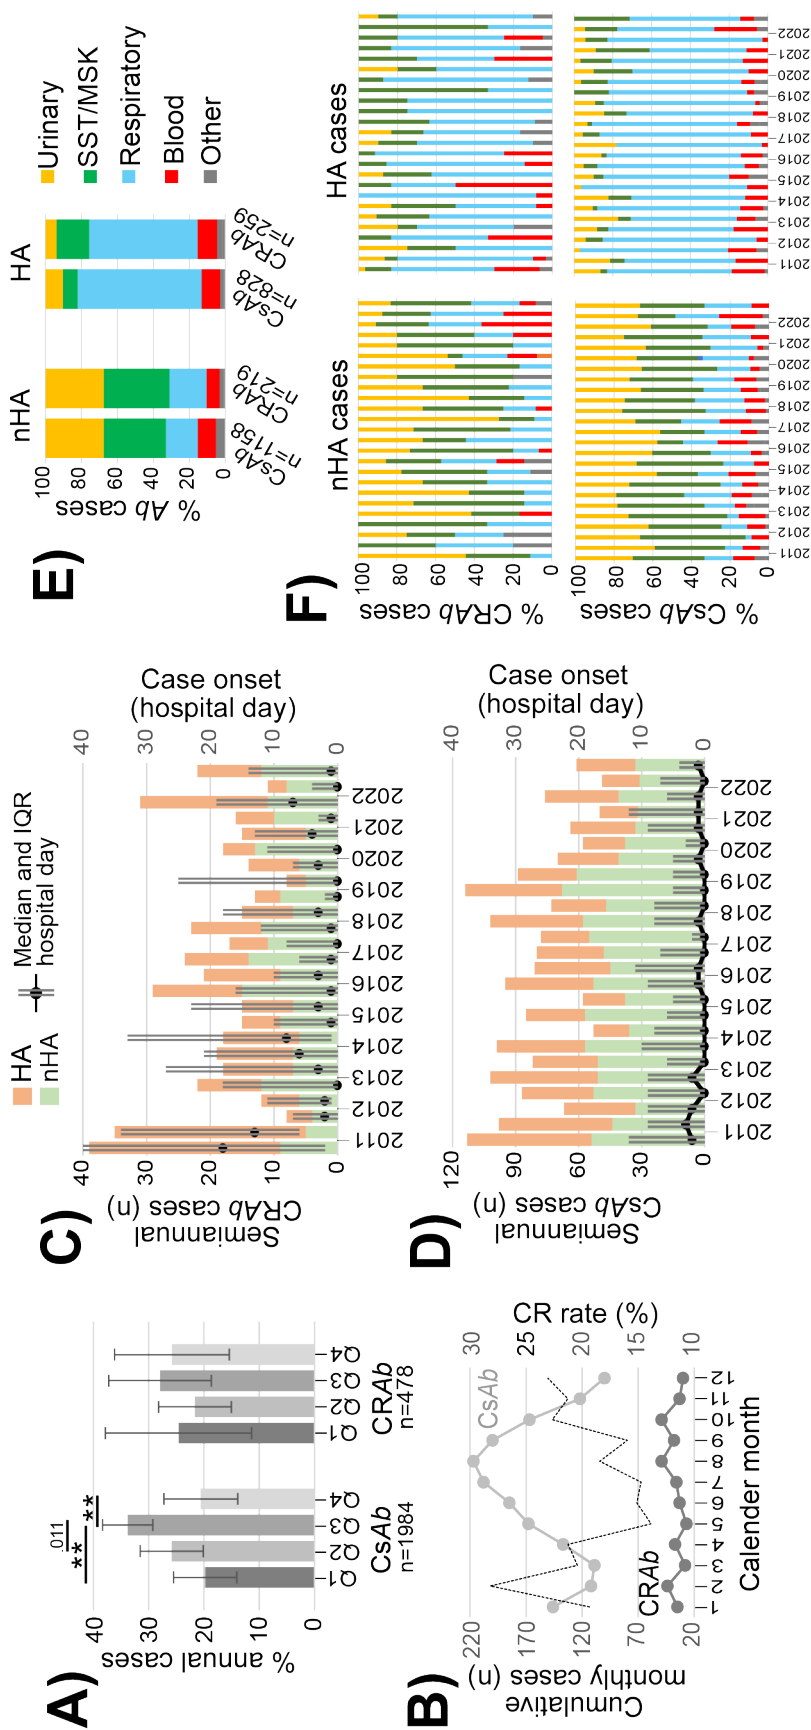 A)
% annual cases
40
30
20
10
0
.011
**
**
Q1
Q2
Q3
Q4
Q1
Q2
Q3
Q4
CsAb
n=1984
CRAb
n=478
B)
Cumulative
monthly cases (n)
220
170
120
70
20
CsAb
CRAb
CR rate (%)
30
25
20
15
10
1
2
3
4
5
6
7
8
9
10
11
12
Calender month
C)
HA
nHA
Median and IQR
hospital day
Semiannual
CRAb cases (n)
40
30
20
10
0
Case onset
(hospital day)
40
30
20
10
0
2011
2012
2013
2014
2015
2016
2017
2018
2019
2020
2021
2022
D)
Semiannual
CsAb cases (n)
120
90
60
30
0
Case onset
(hospital day)
40
30
20
10
0
2011
2012
2013
2014
2015
2016
2017
2018
2019
2020
2021
2022
E)
nHA
HA
% Ab cases
100
80
60
40
20
0
CsAb
n=1158
CRAb
n=219
CsAb
n=828
CRAb
n=259
Urinary
SST/MSK
Respiratory
Blood
Other
F)
nHA cases
HA cases
% CRAb cases
100
80
60
40
20
0
% CsAb cases
100
80
60
40
20
0
2011
2012
2013
2014
2015
2016
2017
2018
2019
2020
2021
2022
2011
2012
2013
2014
2015
2016
2017
2018
2019
2020
2021
2022